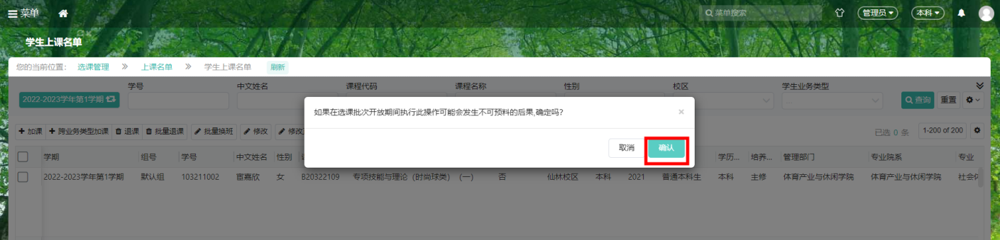 菜单
菜单搜索
管理员
本科
学生上课名单
您的当前位置： 选课管理 》 上课名单 》 学生上课名单 刷新
学号 中文姓名 课程代码 课程名称 性别 校区 学生业务类型
2022-2023学年第1学期
... 查询 重置
如果在选课批次开放期间执行此操作可能会发生不可预料的后果,确定吗? ×
取消 确认
加课 跨业务类型加课 退课 批量退课 批量换班 修改 修改
已选 0 条 1-200 of 200
学期 组号 学号 中文姓名 性别 学历... 培养... 管理部门 专业院系 专业
2022-2023学年第1学期 默认组 103211002 宦嘉欣 女 B20322109 专项技能与理论（时尚球类）（一） 否 仙林校区 本科 2021 普通本科生 本科 主修 体育产业与休闲学院 体育产业与休闲学院 社会体